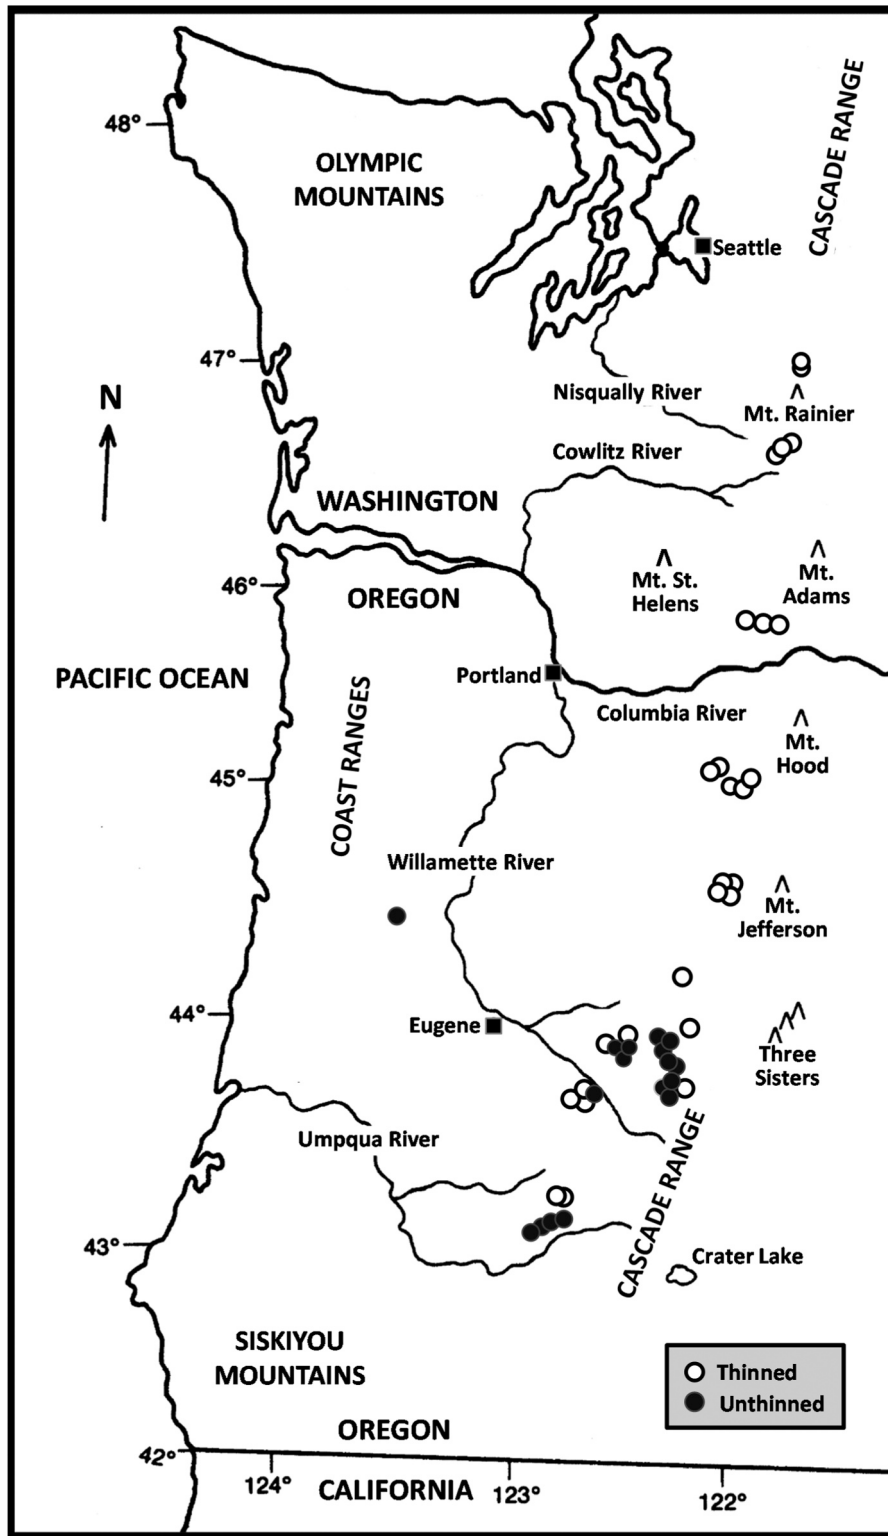 48°
OLYMPIC
MOUNTAINS
CASCADE RANGE
Seattle
47°
N
Nisqually River
Mt. Rainier
Cowlitz River
WASHINGTON
46°
OREGON
Mt. St.
Helens
Mt.
Adams
PACIFIC OCEAN
Portland
Columbia River
COAST RANGES
Mt.
Hood
45°
Willamette River
Mt.
Jefferson
44°
Eugene
Three
Sisters
Umpqua River
CASCADE RANGE
43°
Crater Lake
SISKIYOU
MOUNTAINS
Thinned
Unthinned
OREGON
42°
124°
CALIFORNIA
123°
122°